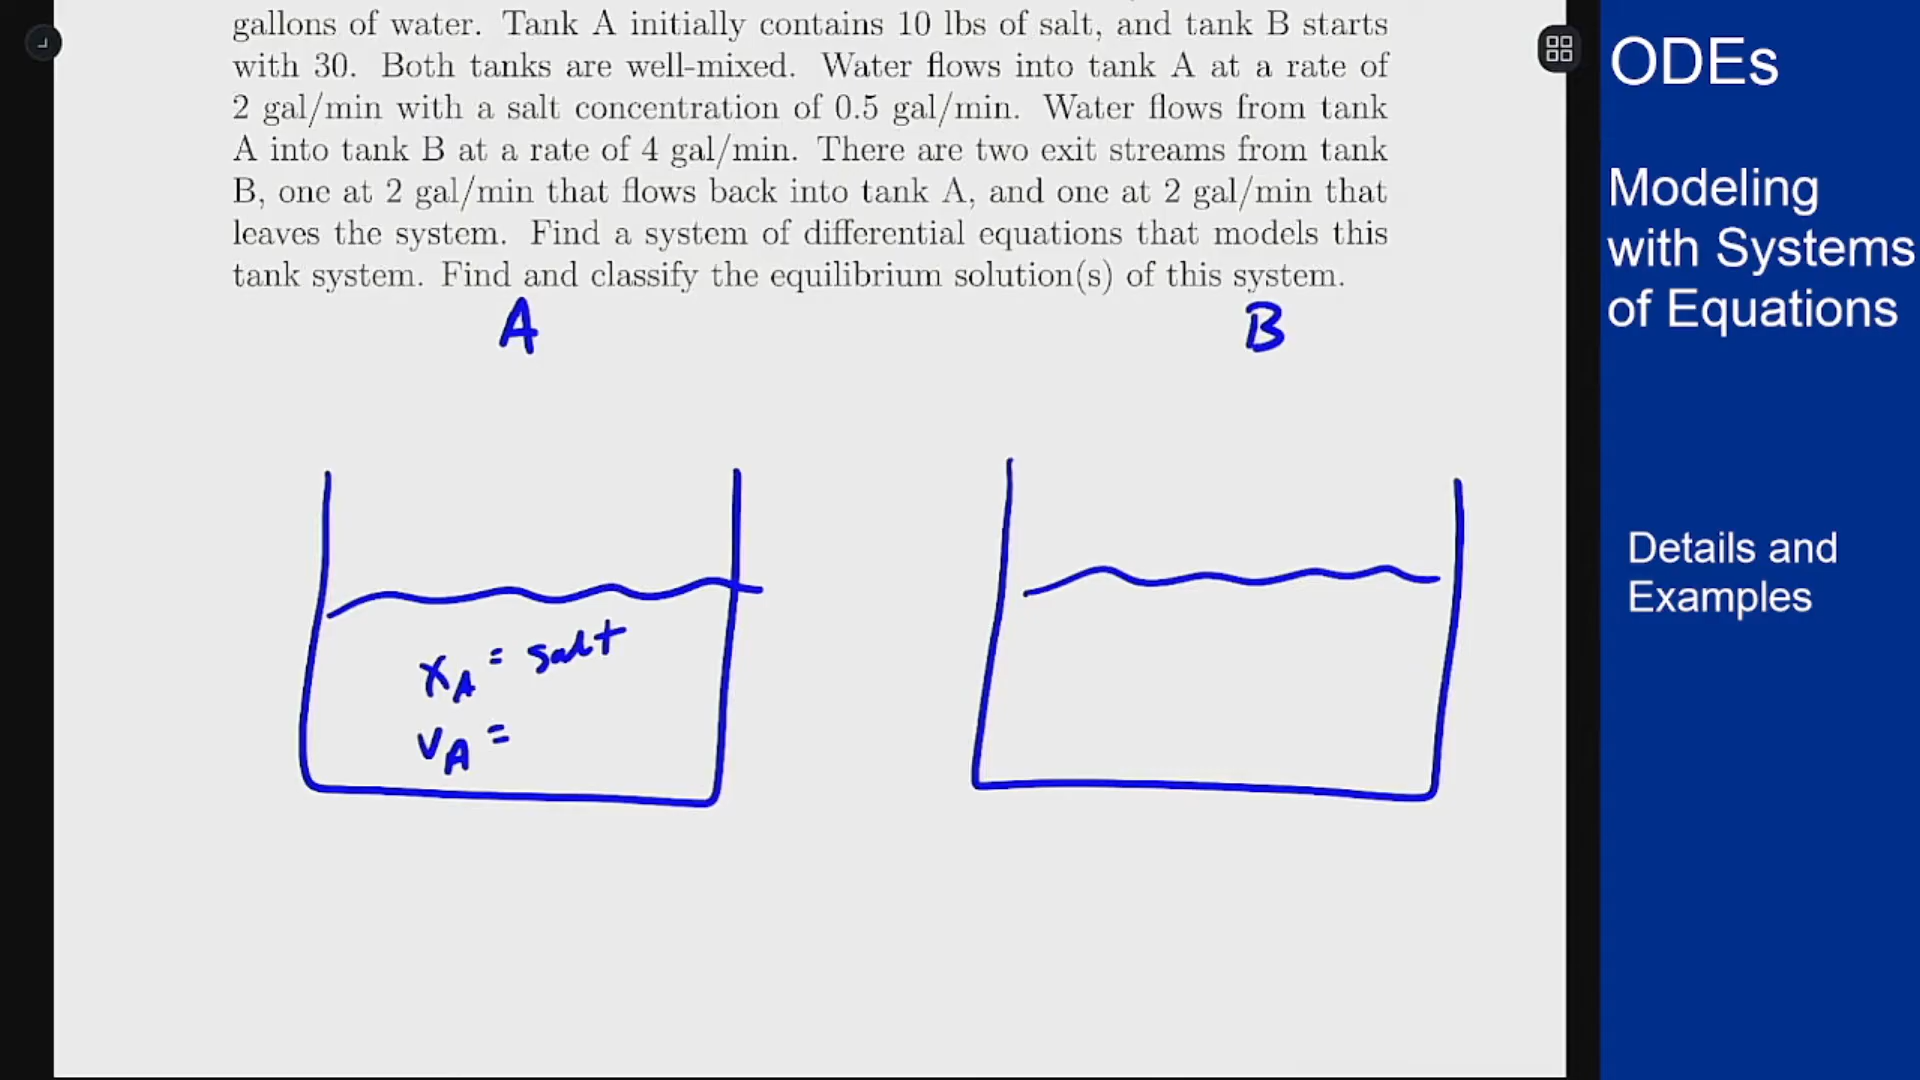 gallons of water. Tank A initially contains 10 lbs of salt, and tank B starts
with 30. Both tanks are well-mixed. Water flows into tank A at a rate of
2 gal/min with a salt concentration of 0.5 gal/min. Water flows from tank
A into tank B at a rate of 4 gal/min. There are two exit streams from tank
B, one at 2 gal/min that flows back into tank A, and one at 2 gal/min that
leaves the system. Find a system of differential equations that models this
tank system. Find and classify the equilibrium solution(s) of this system.
A
B
x_A = salt
v_A =
ODEs
Modeling
with Systems
of Equations
Details and
Examples